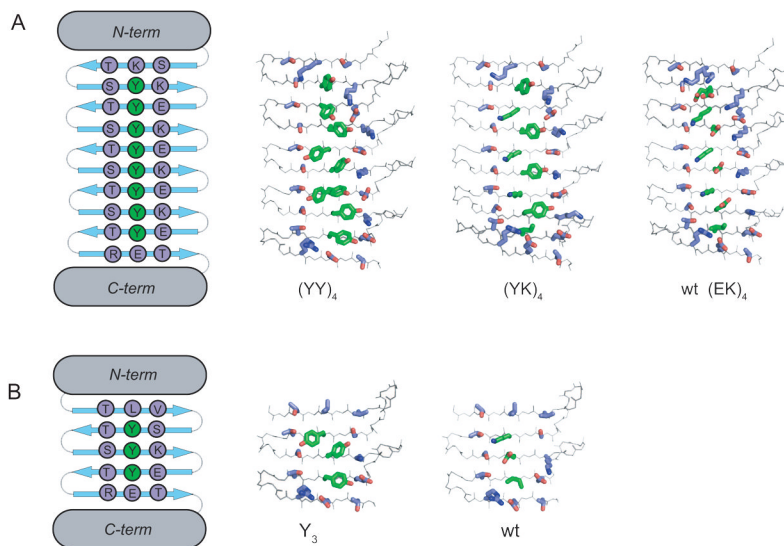 A
N-term
T K S
S Y K
T Y E
S Y K
T Y E
S Y K
T Y E
S Y K
T Y E
R E T
C-term
(YY)4
(YK)4
wt (EK)4
B
N-term
T L V
T Y S
S Y K
T Y E
R E T
C-term
Y3
wt